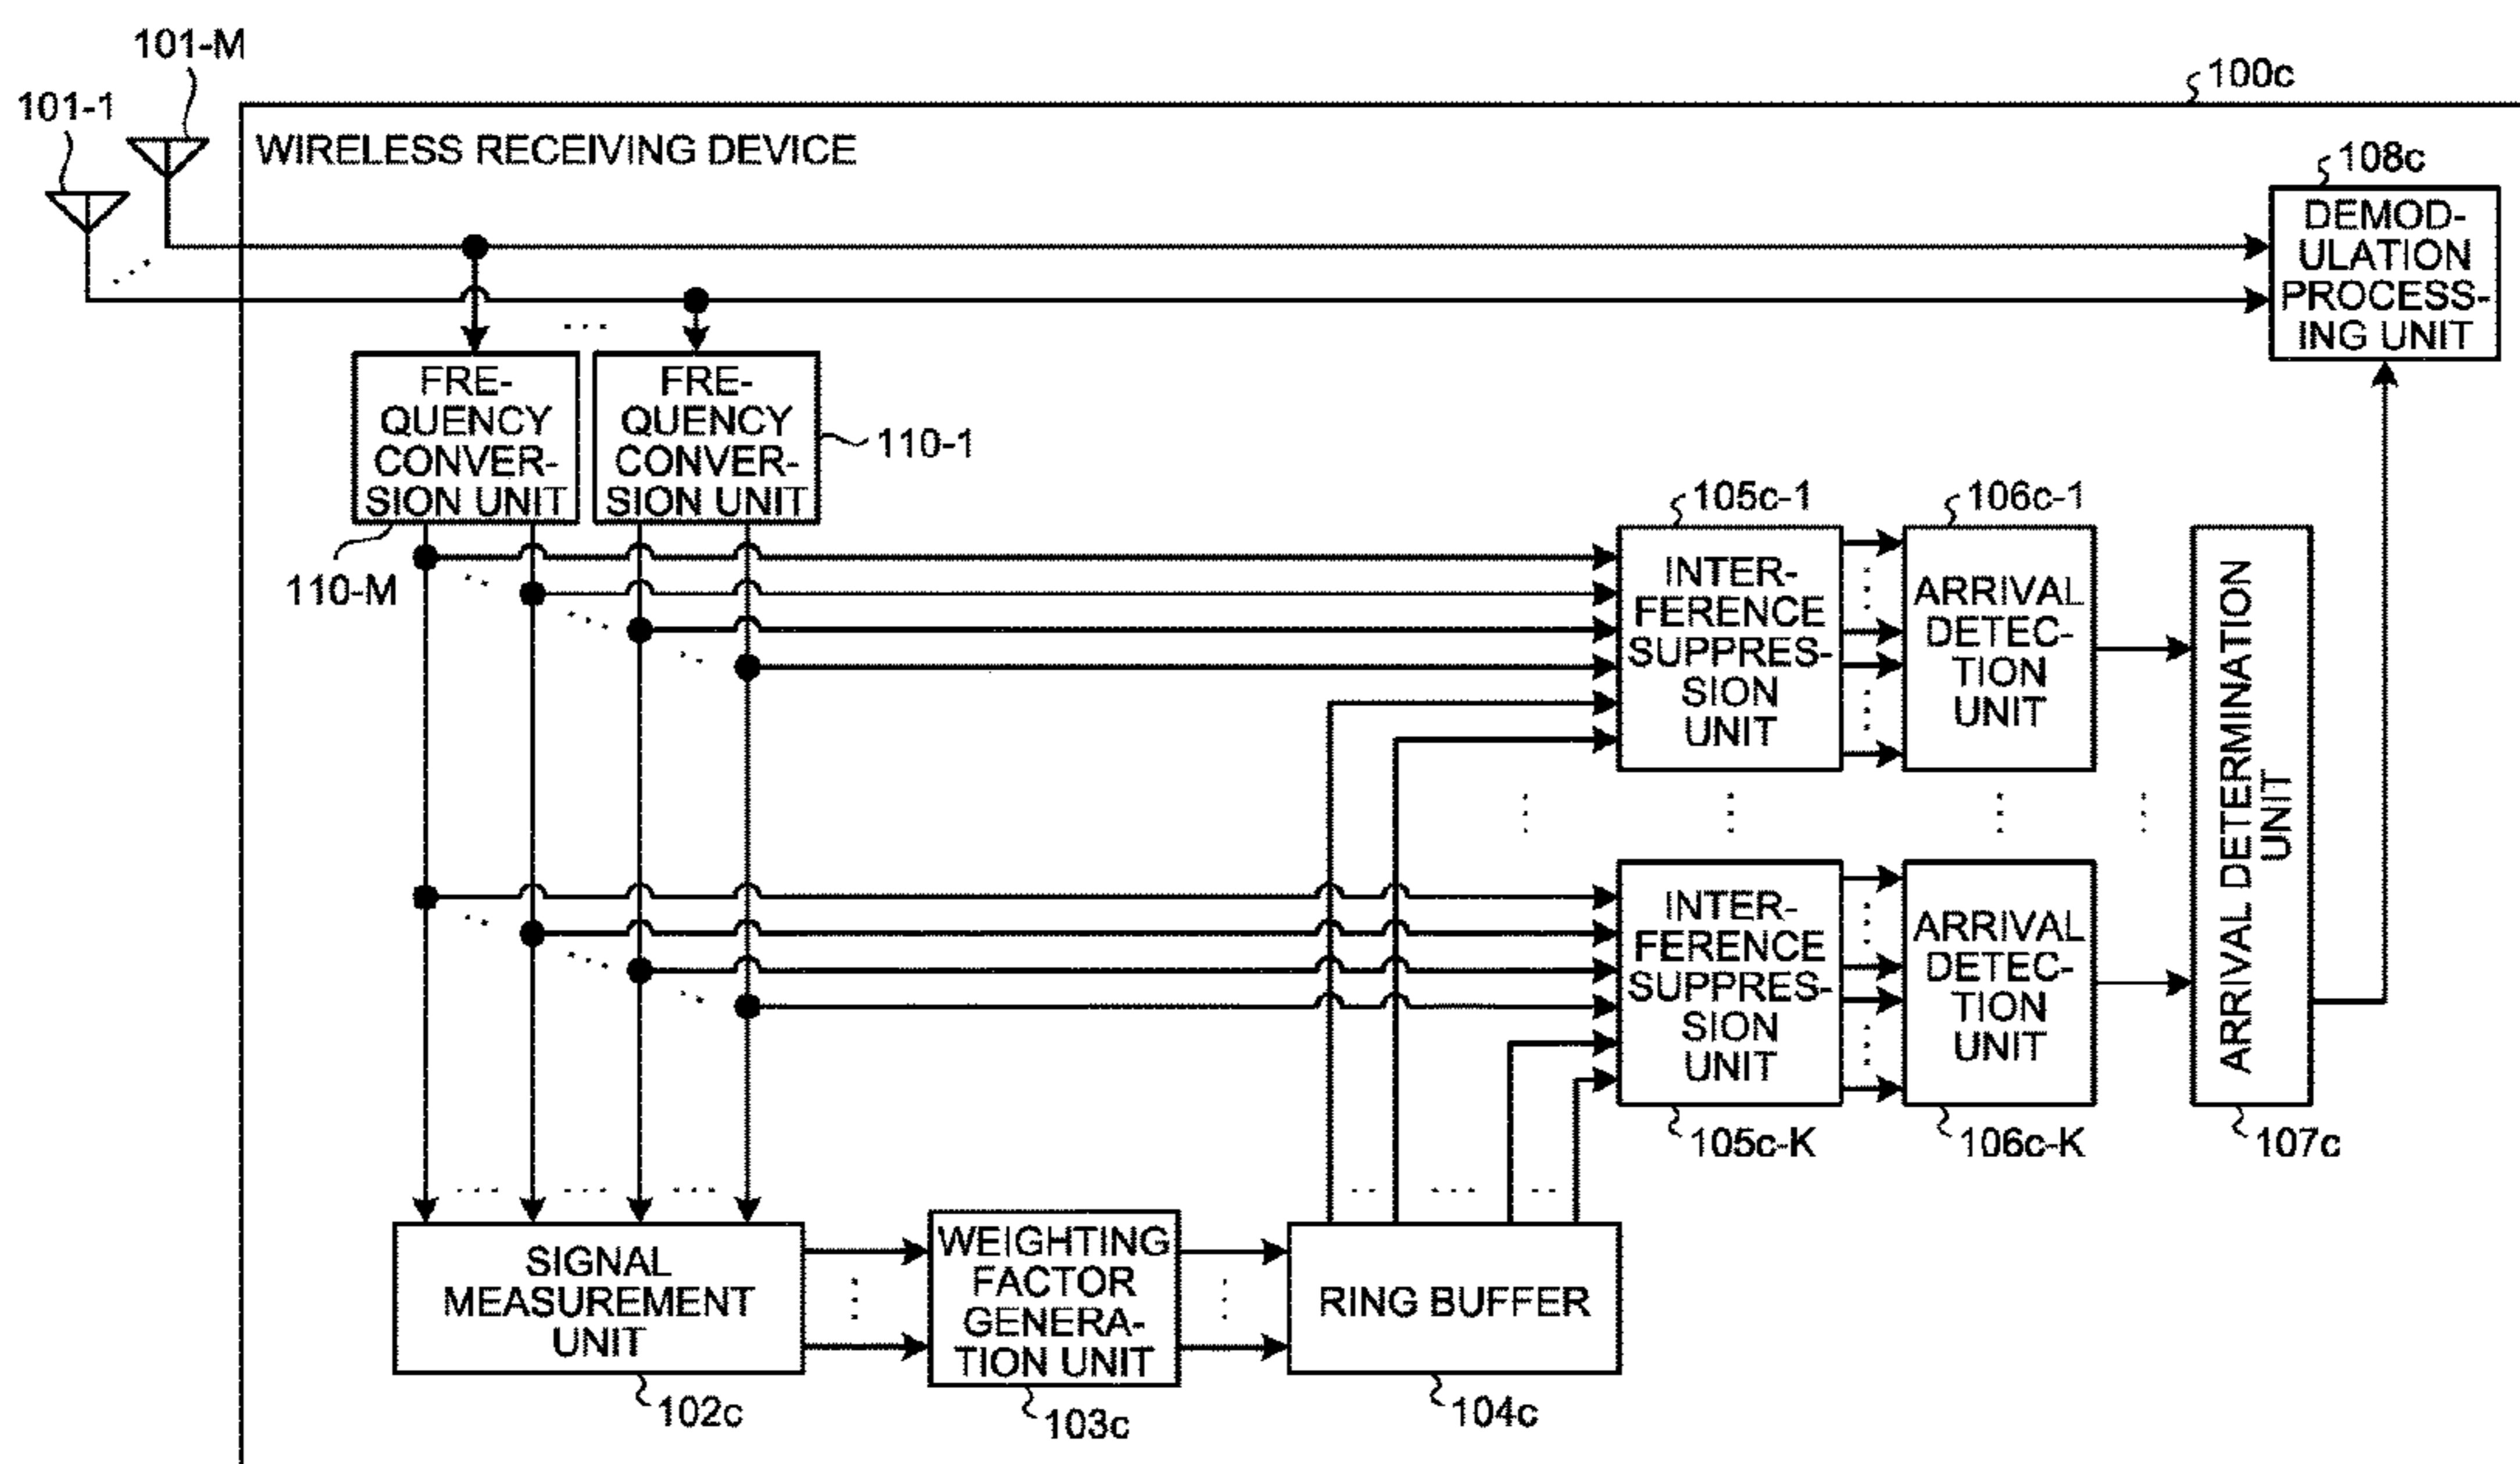 101-M
100c
101-1
WIRELESS RECEIVING DEVICE
108c
DEMOD-
ULATION
PROCESS-
ING UNIT
FRE-
QUENCY
CONVER-
SION UNIT
FRE-
QUENCY
CONVER-
SION UNIT
110-1
110-M
105c-1
106c-1
INTER-
FERENCE
SUPPRES-
SION
UNIT
ARRIVAL
DETEC-
TION
UNIT
ARRIVAL DETERMINATION
UNIT
INTER-
FERENCE
SUPPRES-
SION
UNIT
ARRIVAL
DETEC-
TION
UNIT
105c-K
106c-K
107c
SIGNAL
MEASUREMENT
UNIT
WEIGHTING
FACTOR
GENERA-
TION UNIT
RING BUFFER
102c
103c
104c